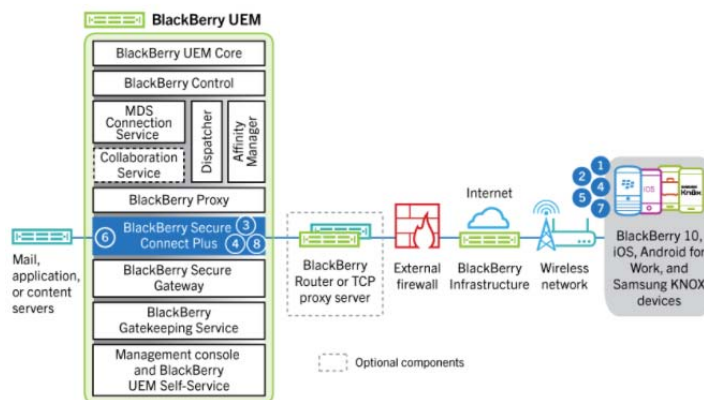 BlackBerry UEM
BlackBerry UEM Core
BlackBerry Control
MDS
Connection
Service
Collaboration
Service
Dispatcher
Affinity
Manager
BlackBerry Proxy
6
BlackBerry Secure
Connect Plus
3
4 8
BlackBerry Secure
Gateway
BlackBerry
Gatekeeping Service
Management console
and BlackBerry
UEM Self-Service
Mail,
application,
or content
servers
BlackBerry
Router or TCP
proxy server
External
firewall
Internet
BlackBerry
Infrastructure
Wireless
network
1
2
4
5
7
iOS
SAMSUNG
Knox
BlackBerry 10,
iOS, Android for
Work, and
Samsung KNOX
devices
Optional components